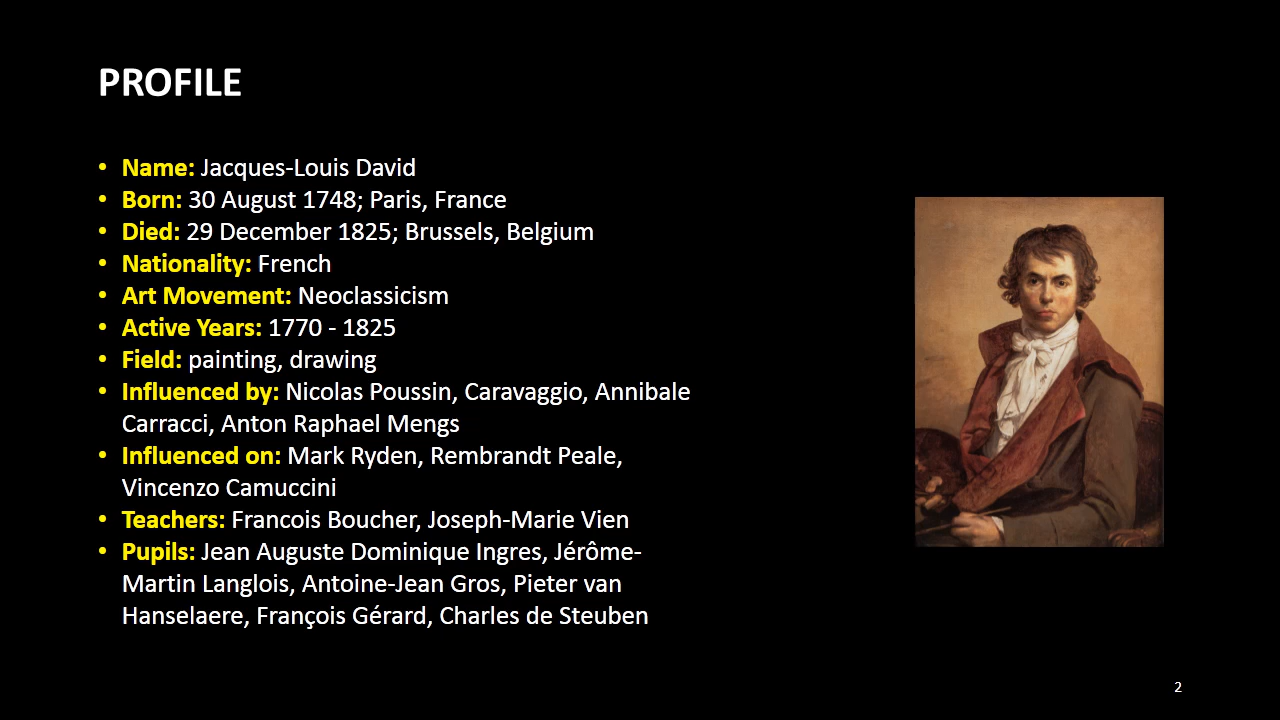 PROFILE
• Name: Jacques-Louis David
• Born: 30 August 1748; Paris, France
• Died: 29 December 1825; Brussels, Belgium
• Nationality: French
• Art Movement: Neoclassicism
• Active Years: 1770 - 1825
• Field: painting, drawing
• Influenced by: Nicolas Poussin, Caravaggio, Annibale
Carracci, Anton Raphael Mengs
• Influenced on: Mark Ryden, Rembrandt Peale,
Vincenzo Camuccini
• Teachers: Francois Boucher, Joseph-Marie Vien
• Pupils: Jean Auguste Dominique Ingres, Jérôme-
Martin Langlois, Antoine-Jean Gros, Pieter van
Hanselaere, François Gérard, Charles de Steuben
2